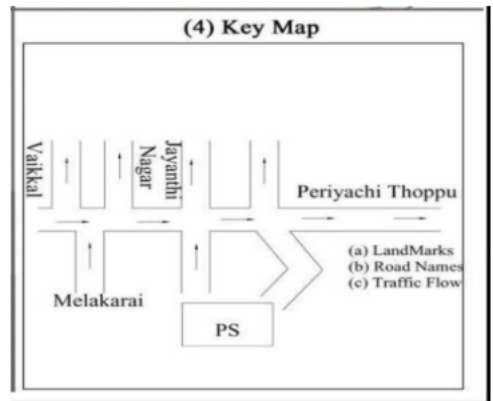 (4) Key Map
Vaikkal
Jayanthi
Nagar
Periyachi Thoppu
(a) LandMarks
(b) Road Names
(c) Traffic Flow
Melakarai
PS